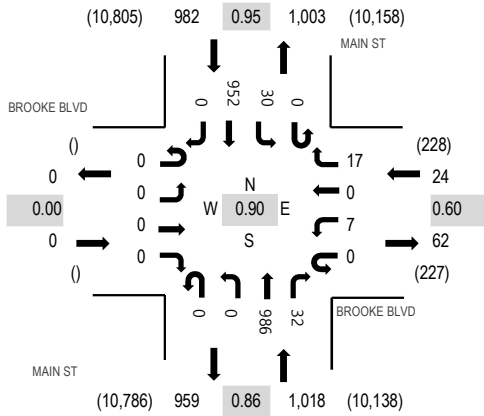 (10,805) 982 0.95 1,003 (10,158)
MAIN ST
0 952 30 0
BROOKE BLVD
() (228)
0 0 17 24
0.00 0 N 0 0.60
W 0.90 E
0 0 S 7 62
() 0 0 (227)
0 0 986 32
BROOKE BLVD
MAIN ST
(10,786) 959 0.86 1,018 (10,138)